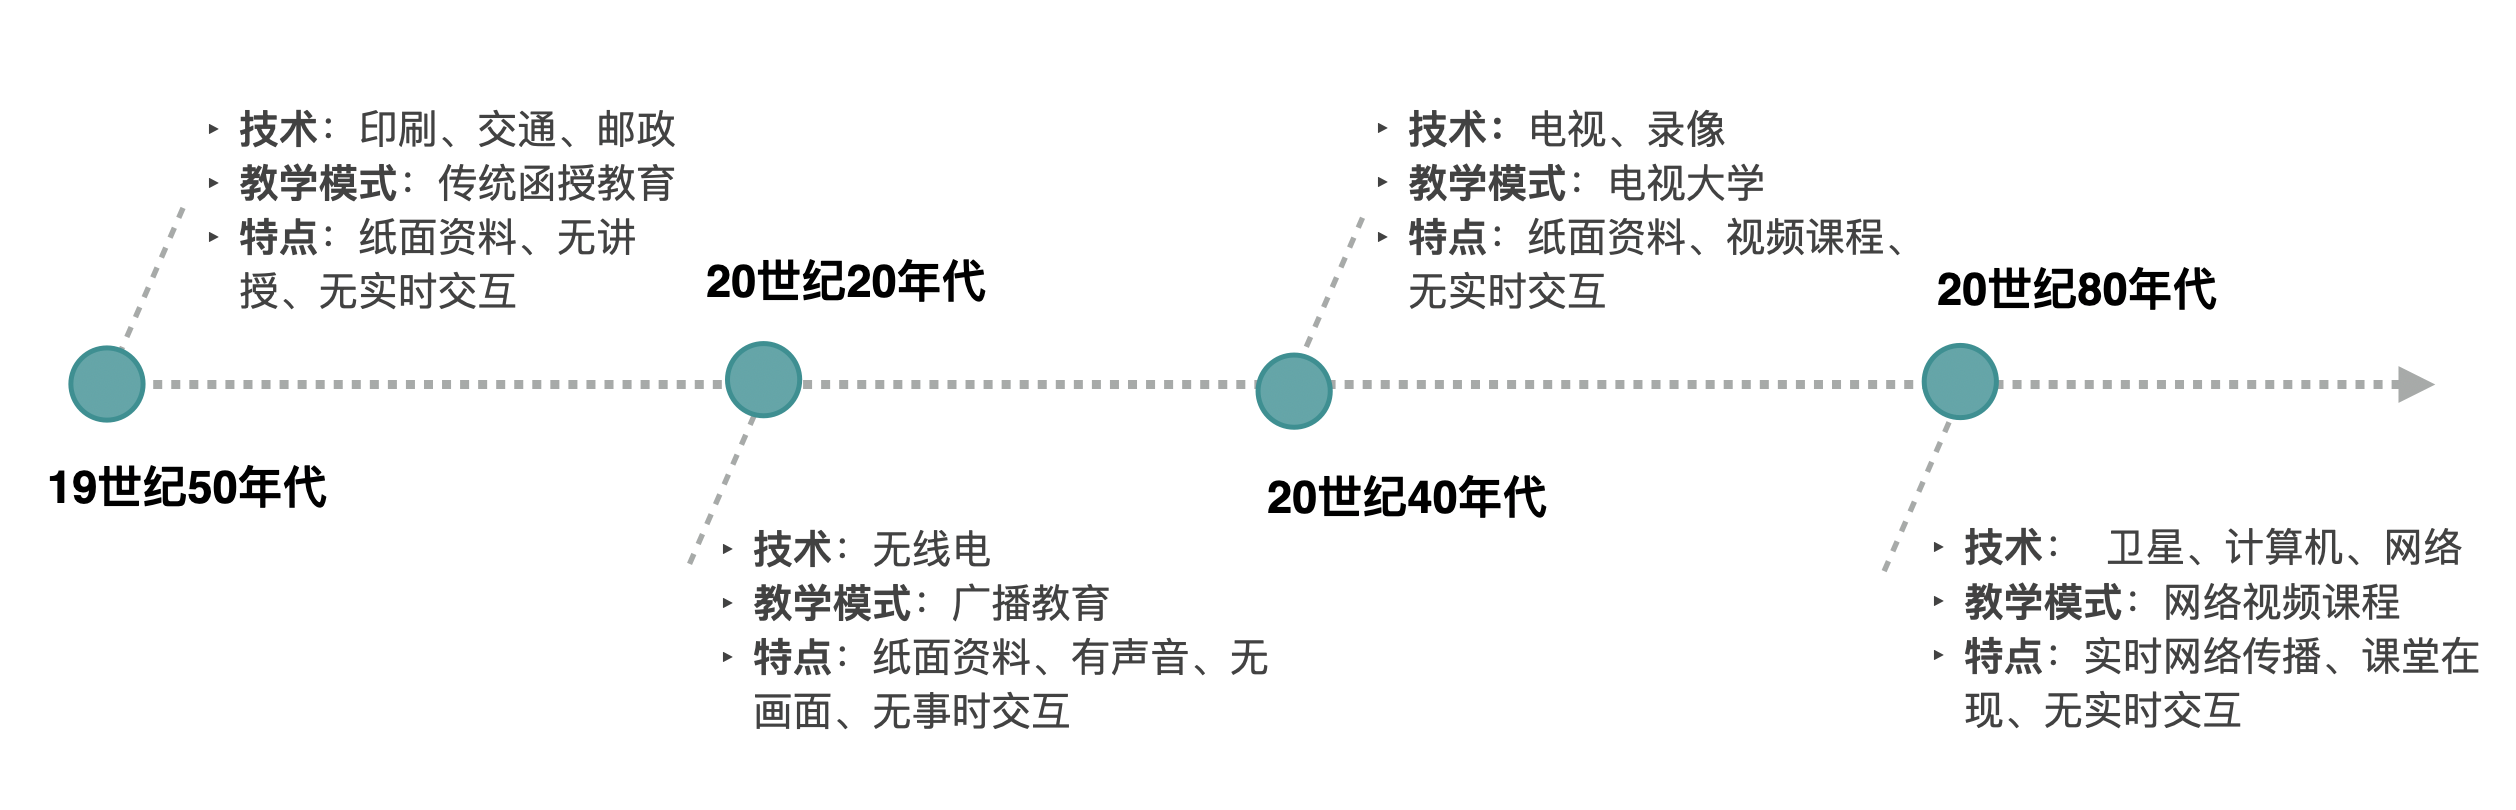 技术：印刷、交通、邮政
教学模式：传递函授教育
特点：纸面资料、无讲
授、无实时交互
19世纪50年代
20世纪20年代
技术：无线电
教学模式：广播教育
特点：纸面资料、有声音、无
画面、无事时交互
技术：电视、录像
教学模式：电视大学
特点：纸面资料、视频课程、
无实时交互
20世纪40年代
20世纪80年代
技术： 卫星、计算机、网络
教学模式：网络视频课程
特点：实时网络传播、课堂在
现、无实时交互